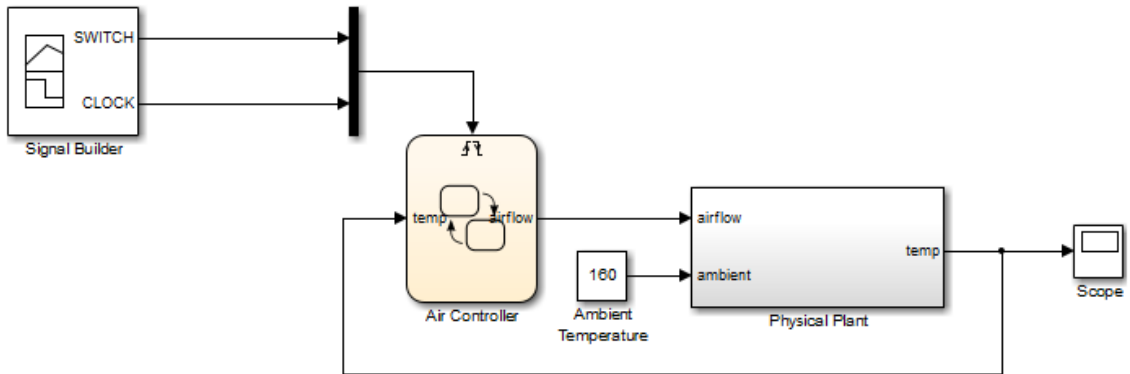 SWITCH
CLOCK
Signal Builder
temp
airflow
Air Controller
160
Ambient
Temperature
airflow
ambient
temp
Physical Plant
Scope